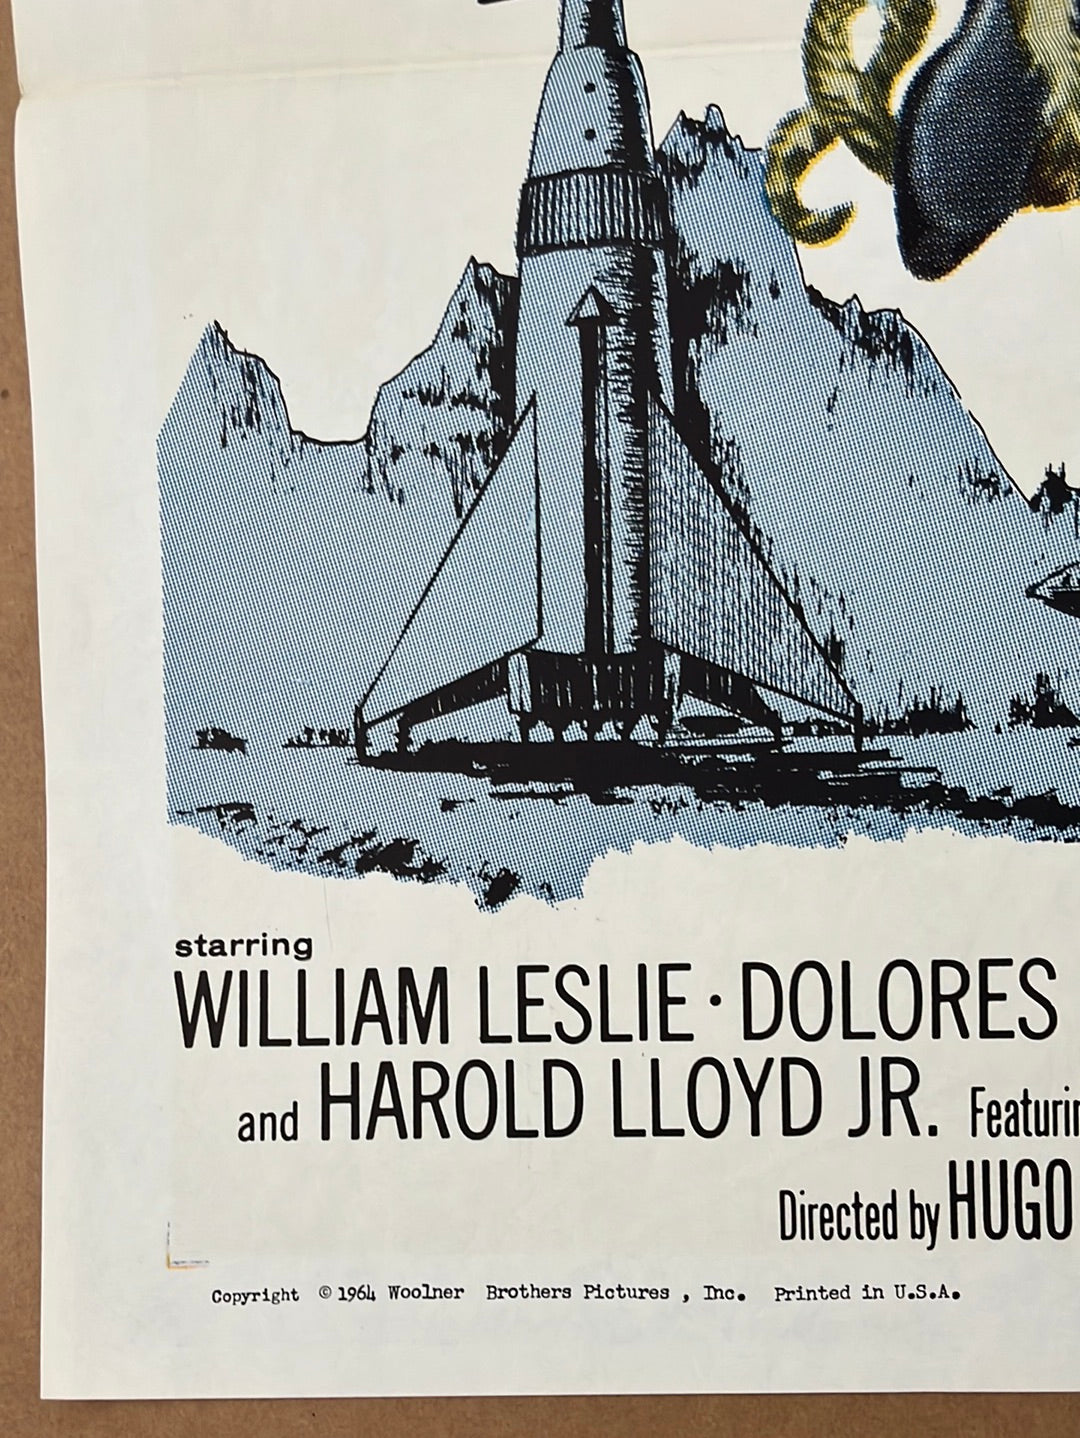 starring
WILLIAM LESLIE · DOLORES
and HAROLD LLOYD JR. Featurin
Directed by HUGO
Copyright © 1964 Woolner Brothers Pictures , Inc. Printed in U.S.A.